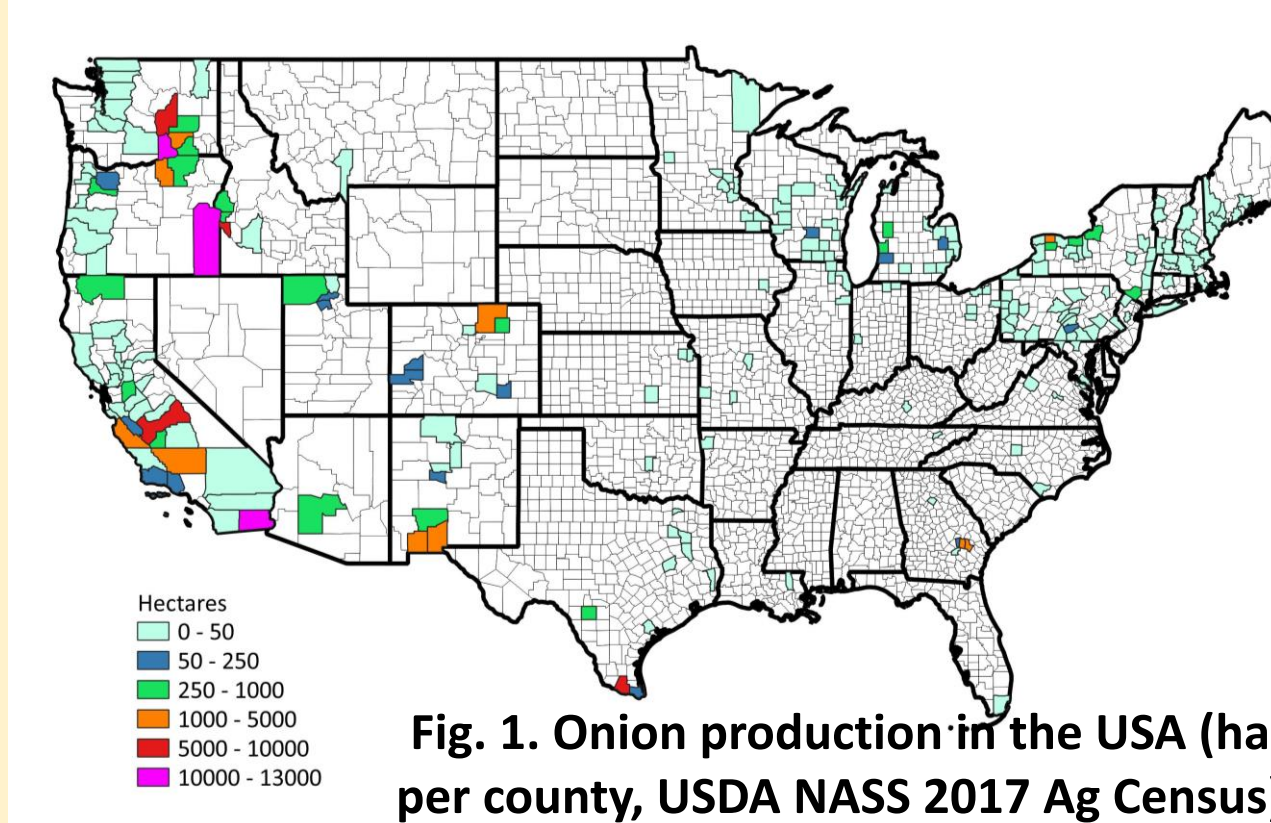 Hectares
0 - 50
50 - 250
250 - 1000
1000 - 5000
5000 - 10000
10000 - 13000
Fig. 1. Onion production in the USA (ha
per county, USDA NASS 2017 Ag Census)